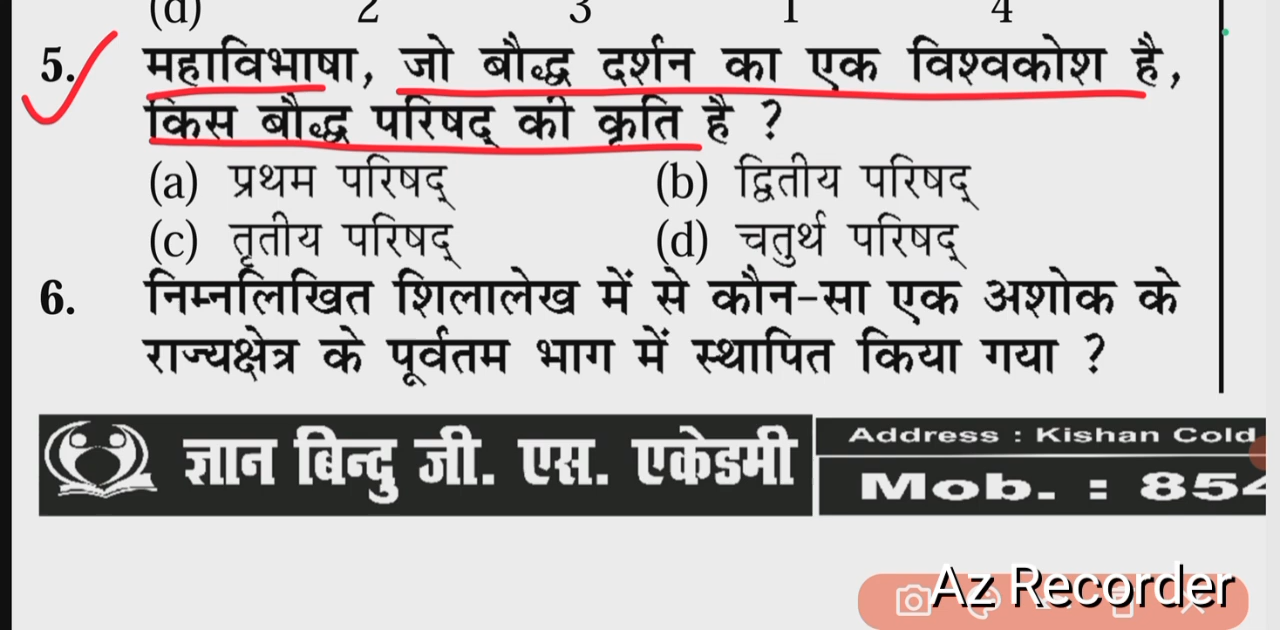 (d) 2 3 1 4
5. महाविभाषा, जो बौद्ध दर्शन का एक विश्वकोश है,
किस बौद्ध परिषद् की कृति है ?
(a) प्रथम परिषद् (b) द्वितीय परिषद्
(c) तृतीय परिषद् (d) चतुर्थ परिषद्
6. निम्नलिखित शिलालेख में से कौन-सा एक अशोक के
राज्यक्षेत्र के पूर्वतम भाग में स्थापित किया गया ?
ज्ञान बिन्दु जी. एस. एकेडमी
Address : Kishan Cold
Mob. : 854
Az Recorder